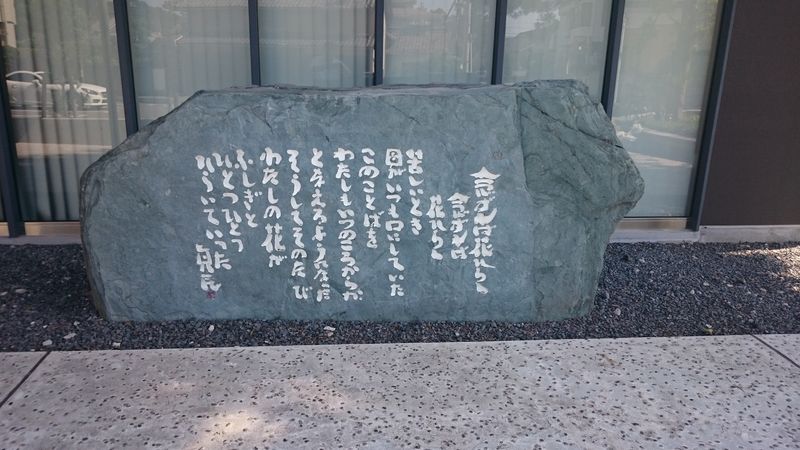 念ずれば花ひらく
念ずれば
花ひらく
苦しいとき
母がいつも口にしていた
このことばを
わたしもいつのころからか
となえるようになった
そうしてそのたび
わたしの花が
ふしぎと
ひとつひとつ
ひらいていった
真民